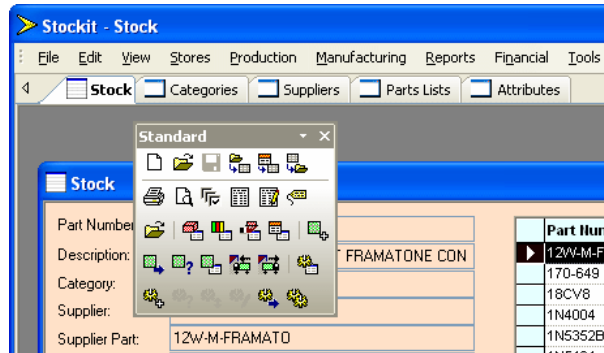 Stockit - Stock
File Edit View Stores Production Manufacturing Reports Financial Tools
Stock Categories Suppliers Parts Lists Attributes
Standard
Stock
Part Number
Part Num
Description: FRAMATONE CON
12W-M-F
170-649
Category:
18CV8
Supplier:
1N4004
Supplier Part: 12W-M-FRAMATO
1N5352B